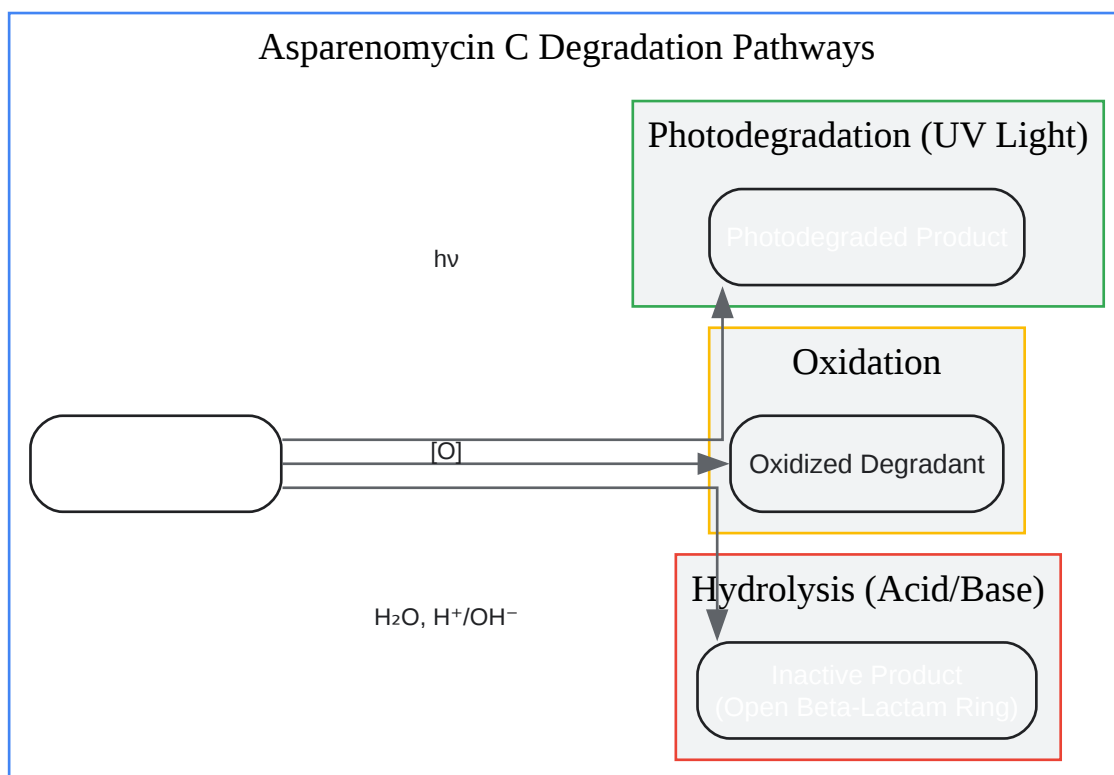 Asparenomycin C Degradation Pathways
Photodegradation (UV Light)
Photodegraded Product
hν
Oxidation
[O]
Oxidized Degradant
Hydrolysis (Acid/Base)
H₂O, H⁺/OH⁻
Inactive Product
(Open Beta-Lactam Ring)